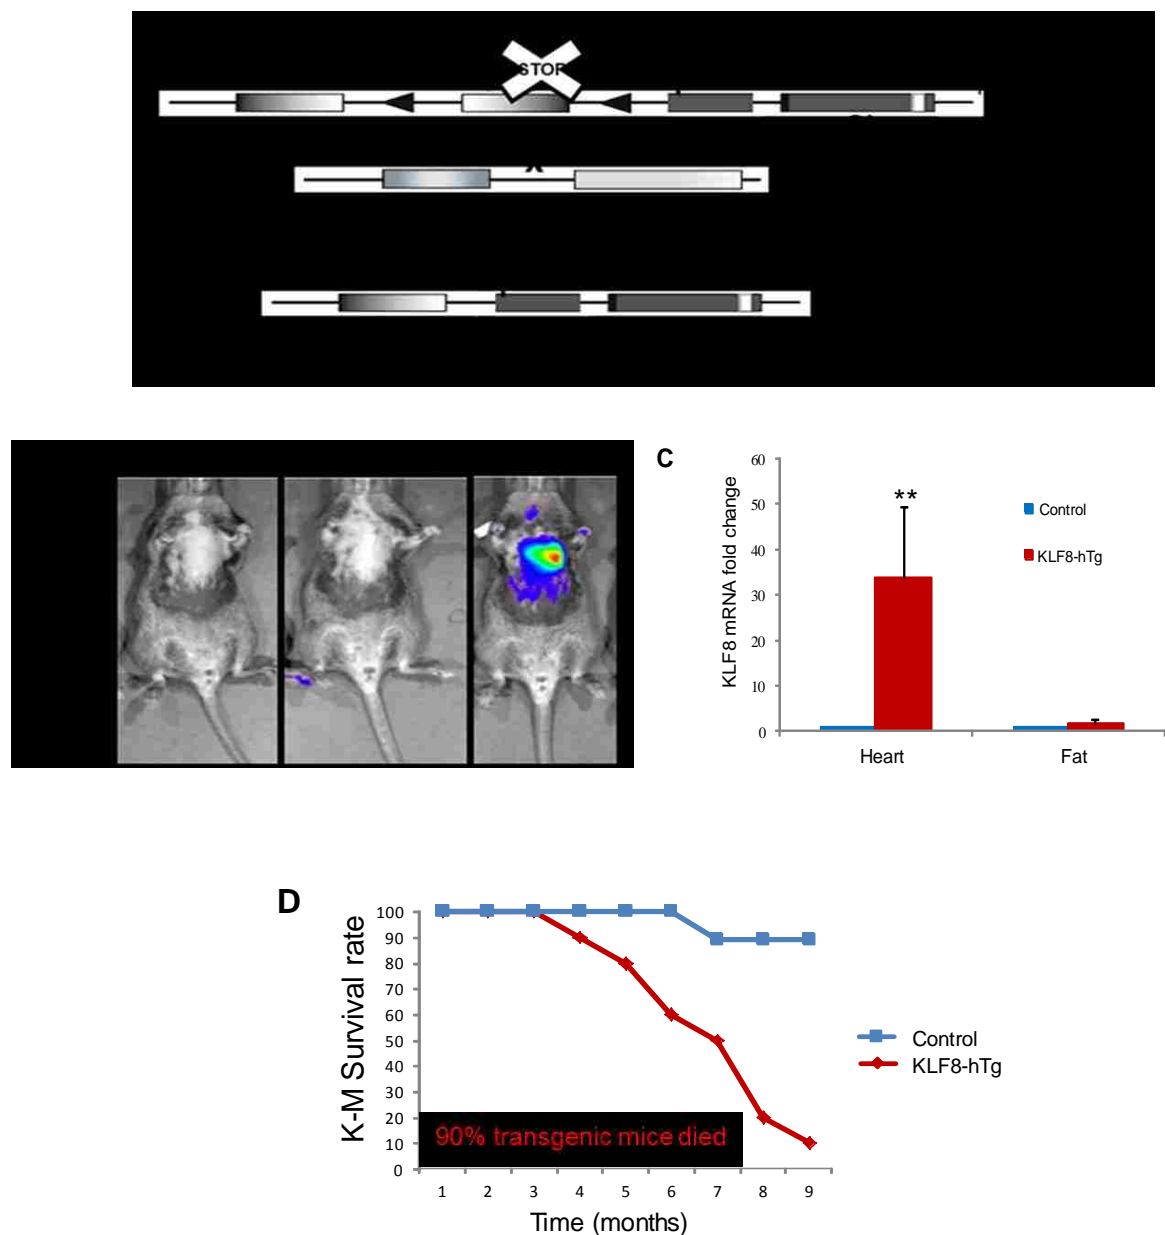 STOP
C
KLF8 mRNA fold change
60
50
40
30
20
10
0
**
Control
KLF8-hTg
Heart
Fat
D
K-M Survival rate
100
90
80
70
60
50
40
30
20
10
0
90% transgenic mice died
Control
KLF8-hTg
1 2 3 4 5 6 7 8 9
Time (months)